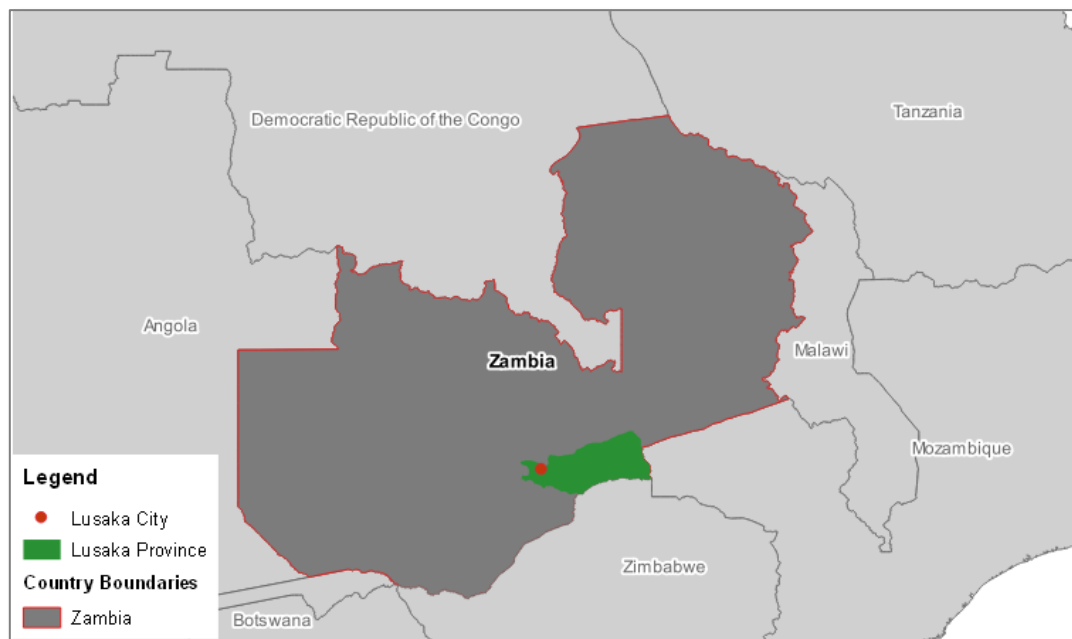 Democratic Republic of the Congo
Tanzania
Angola
Zambia
Malawi
Mozambique
Zimbabwe
Botswana
Legend
Lusaka City
Lusaka Province
Country Boundaries
Zambia